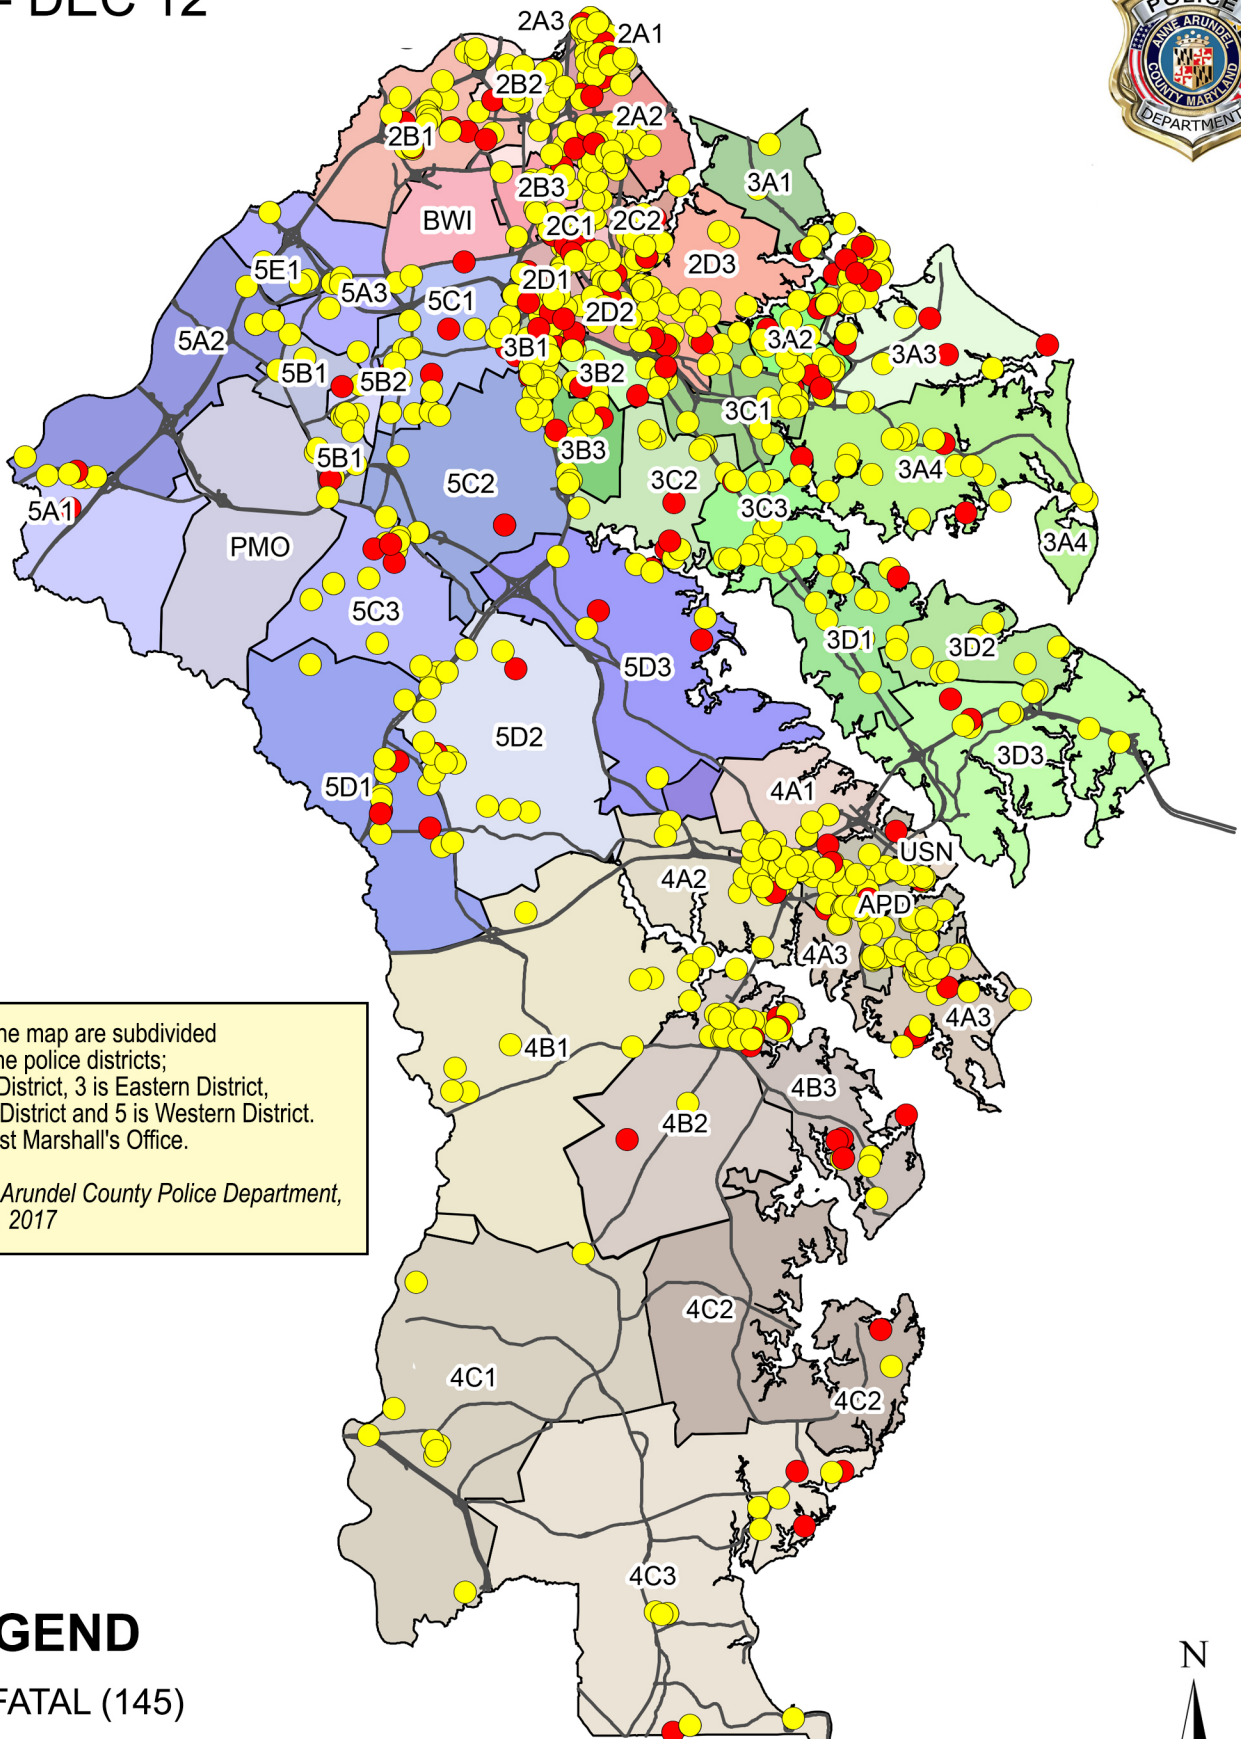 - DEC 12
POLICE
ANNE ARUNDEL
COUNTY MARYLAND
DEPARTMENT
2A3
2A1
2B2
2A2
2B1
3A1
2B3
BWI
2C1
2C2
2D3
5E1
5A3
2D1
5C1
2D2
5A2
3B1
3A2
3A3
5B1
5B2
3B2
3C1
5B1
3B3
3A4
5C2
3C2
3C3
5A1
PMO
3A4
5C3
3D1
3D2
5D3
5D2
3D3
5D1
4A1
USN
4A2
APD
4A3
4A3
4B1
4B3
4B2
4C2
4C1
4C2
4C3
he map are subdivided
he police districts;
District, 3 is Eastern District,
District and 5 is Western District.
st Marshall's Office.
Arundel County Police Department,
2017
GEND
FATAL (145)
N